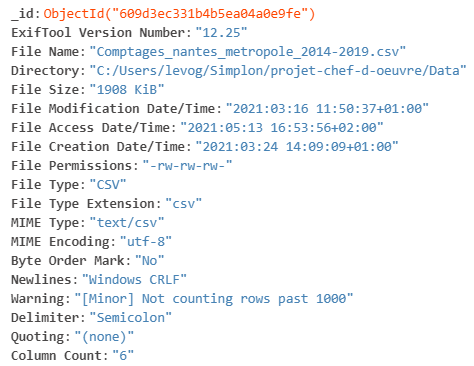 _id: ObjectId("609d3ec331b4b5ea04a0e9fe")
ExifTool Version Number: "12.25"
File Name: "Comptages_nantes_metropole_2014-2019.csv"
Directory: "C:/Users/levog/Simplon/projet-chef-d-oeuvre/Data"
File Size: "1908 KiB"
File Modification Date/Time: "2021:03:16 11:50:37+01:00"
File Access Date/Time: "2021:05:13 16:53:56+02:00"
File Creation Date/Time: "2021:03:24 14:09:09+01:00"
File Permissions: "-rw-rw-rw-"
File Type: "CSV"
File Type Extension: "csv"
MIME Type: "text/csv"
MIME Encoding: "utf-8"
Byte Order Mark: "No"
Newlines: "Windows CRLF"
Warning: "[Minor] Not counting rows past 1000"
Delimiter: "Semicolon"
Quoting: "(none)"
Column Count: "6"